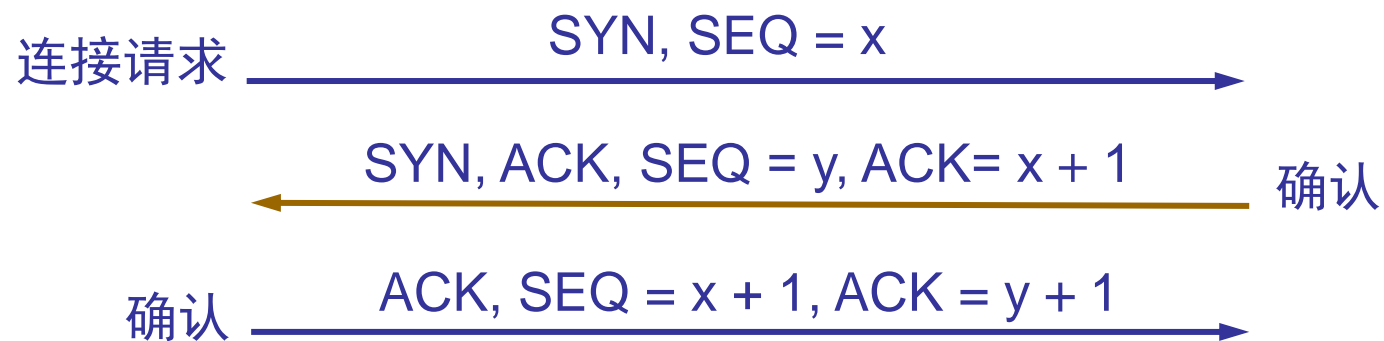 连接请求
SYN, SEQ = x
SYN, ACK, SEQ = y, ACK= x + 1
确认
确认
ACK, SEQ = x + 1, ACK = y + 1